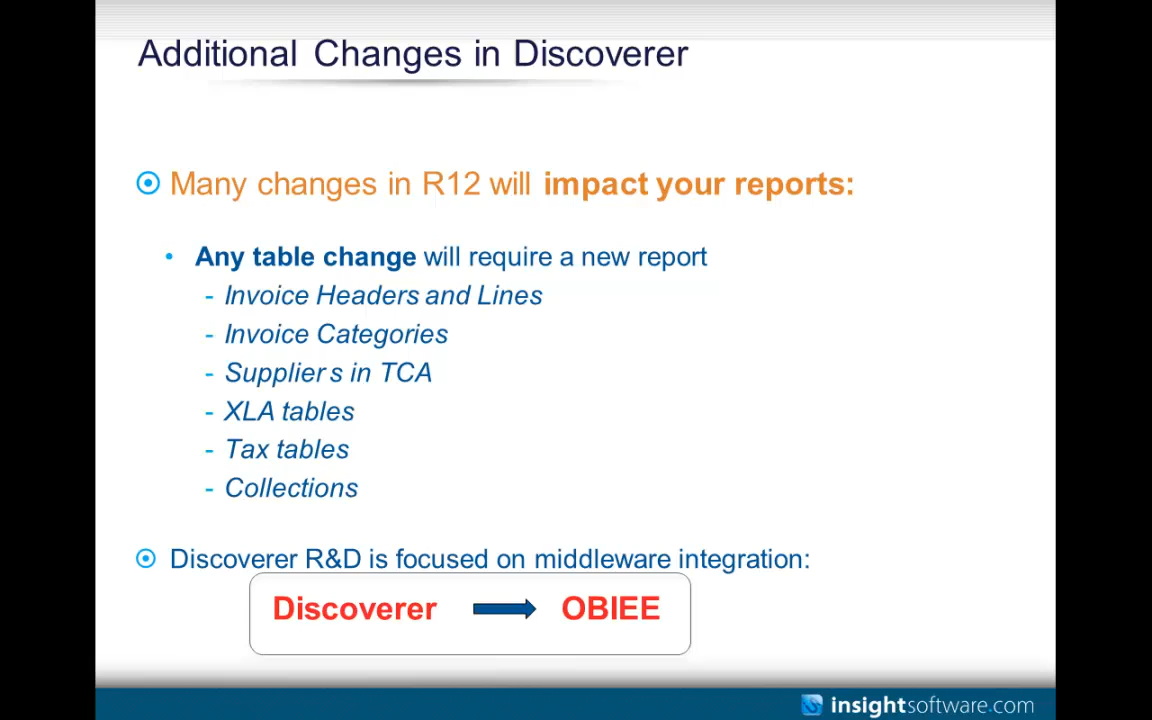 Additional Changes in Discoverer
Many changes in R12 will impact your reports:
• Any table change will require a new report
- Invoice Headers and Lines
- Invoice Categories
- Suppliers in TCA
- XLA tables
- Tax tables
- Collections
Discoverer R&D is focused on middleware integration:
Discoverer OBIEE
insightsoftware.com